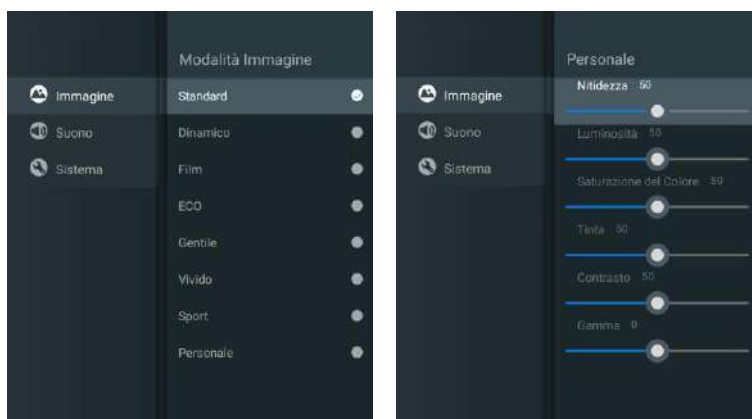 Modalità Immagine
Immagine
Standard
Suono
Dinamico
Sistema
Film
ECO
Gentile
Vivido
Sport
Personale
Personale
Immagine
Nitidezza 50
Suono
Luminosità 50
Sistema
Saturazione del Colore 50
Tinta 50
Contrasto 50
Gamma 0